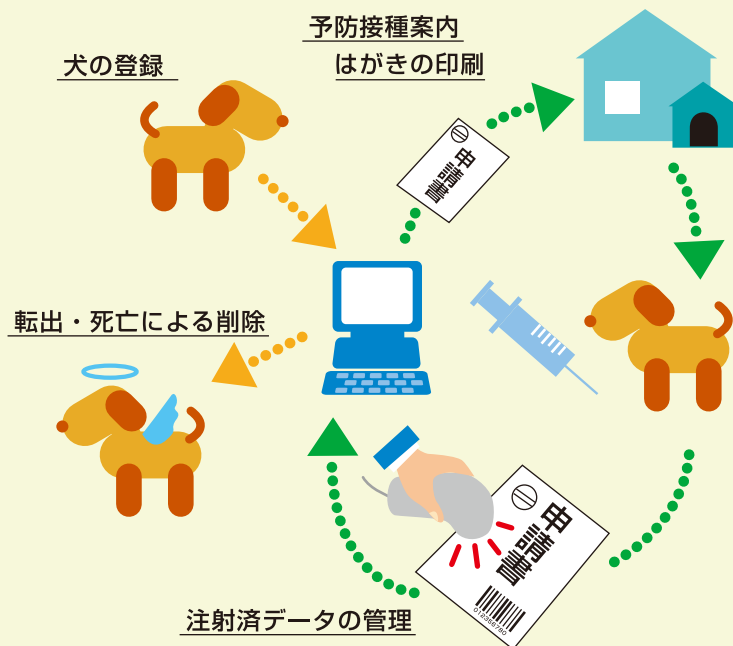 予防接種案内
はがきの印刷
犬の登録
申請書
転出・死亡による削除
申請書
0123456780
注射済データの管理